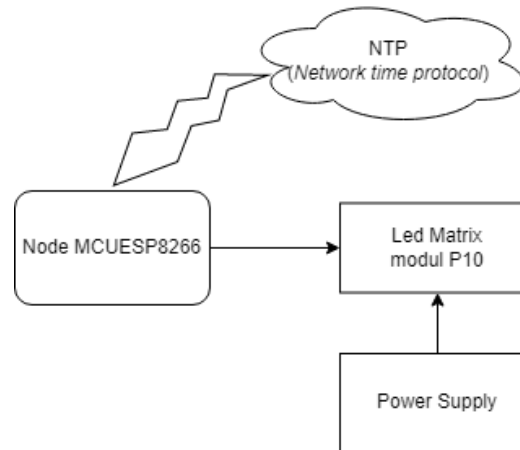 NTP
(Network time protocol)
Node MCUESP8266
Led Matrix
modul P10
Power Supply